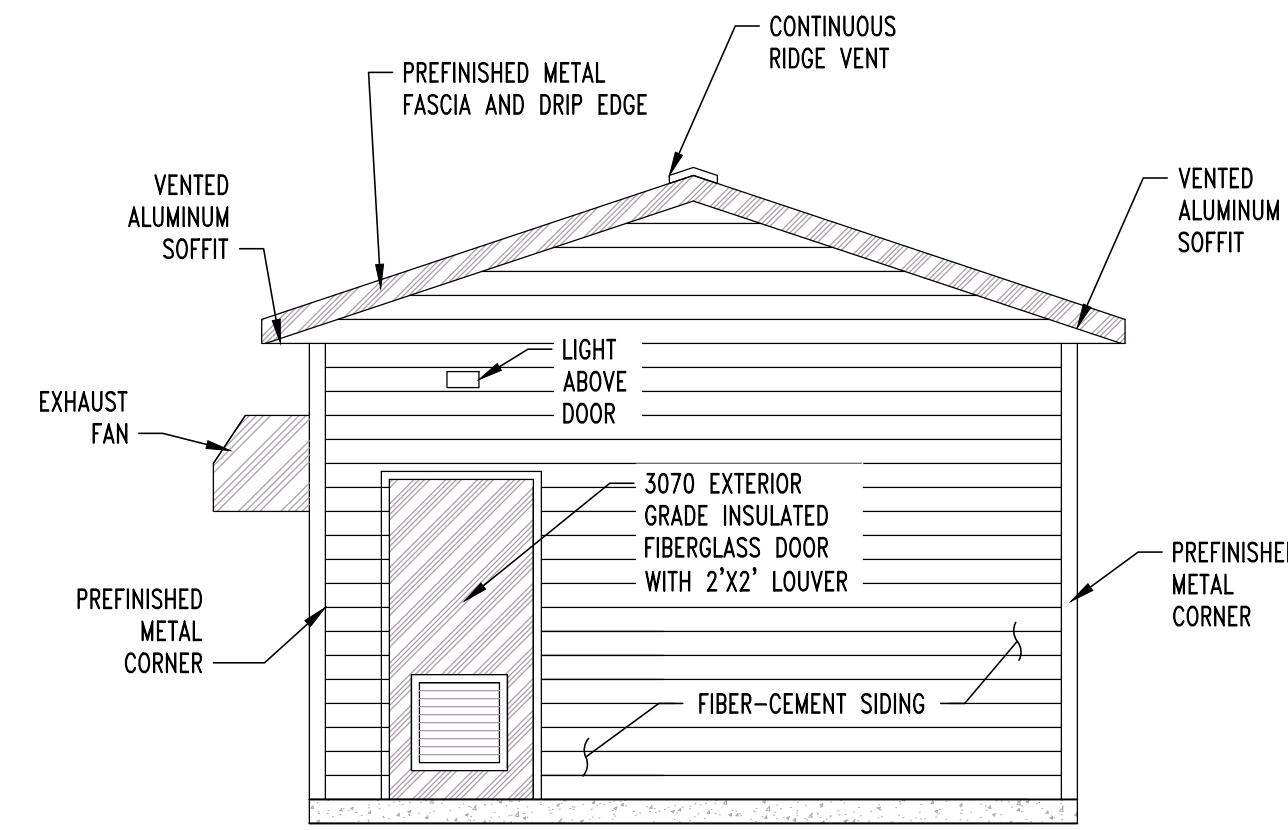 CONTINUOUS
RIDGE VENT
PREFINISHED METAL
FASCIA AND DRIP EDGE
VENTED
ALUMINUM
SOFFIT
VENTED
ALUMINUM
SOFFIT
LIGHT
ABOVE
DOOR
EXHAUST
FAN
3070 EXTERIOR
GRADE INSULATED
FIBERGLASS DOOR
WITH 2'X2' LOUVER
PREFINISHED
METAL
CORNER
PREFINISHE
METAL
CORNER
FIBER-CEMENT SIDING